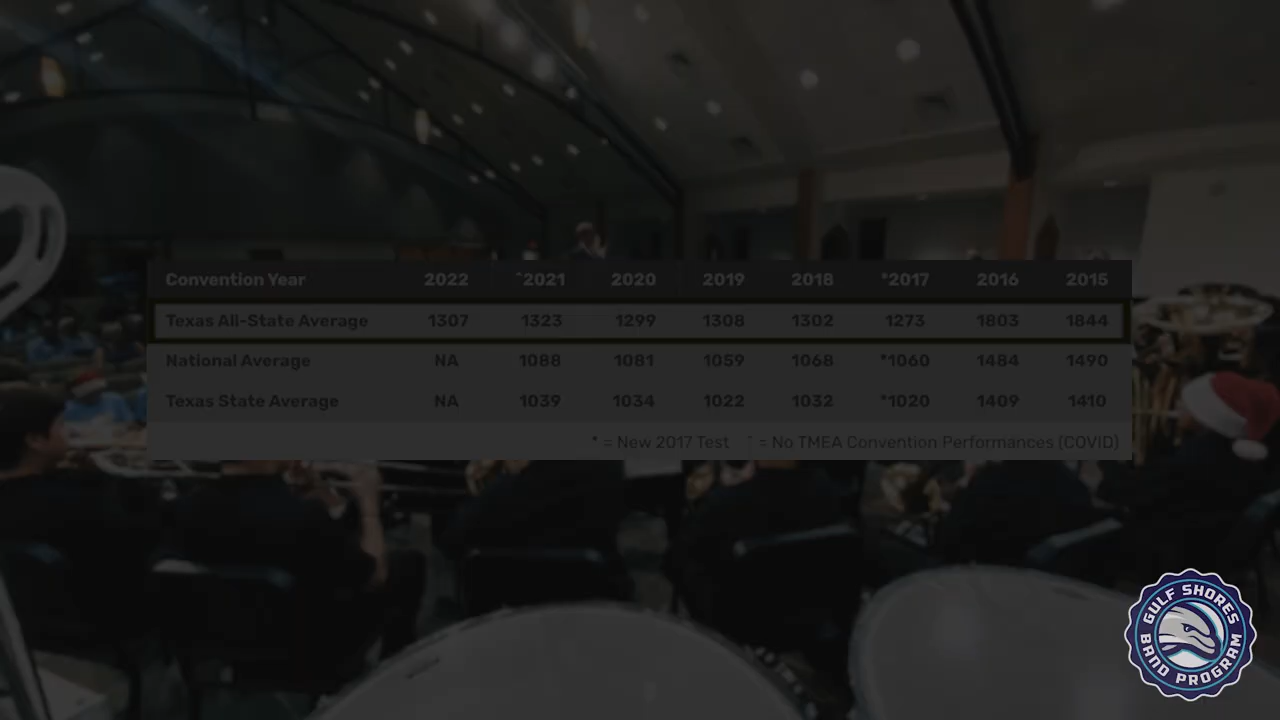 Convention Year 2022 ^2021 2020 2019 2018 *2017 2016 2015
Texas All-State Average 1307 1323 1299 1308 1302 1273 1803 1844
National Average NA 1088 1081 1059 1068 *1060 1484 1490
Texas State Average NA 1039 1034 1022 1032 *1020 1409 1410
* = New 2017 Test ^ = No TMEA Convention Performances (COVID)
GULF SHORES
BAND PROGRAM